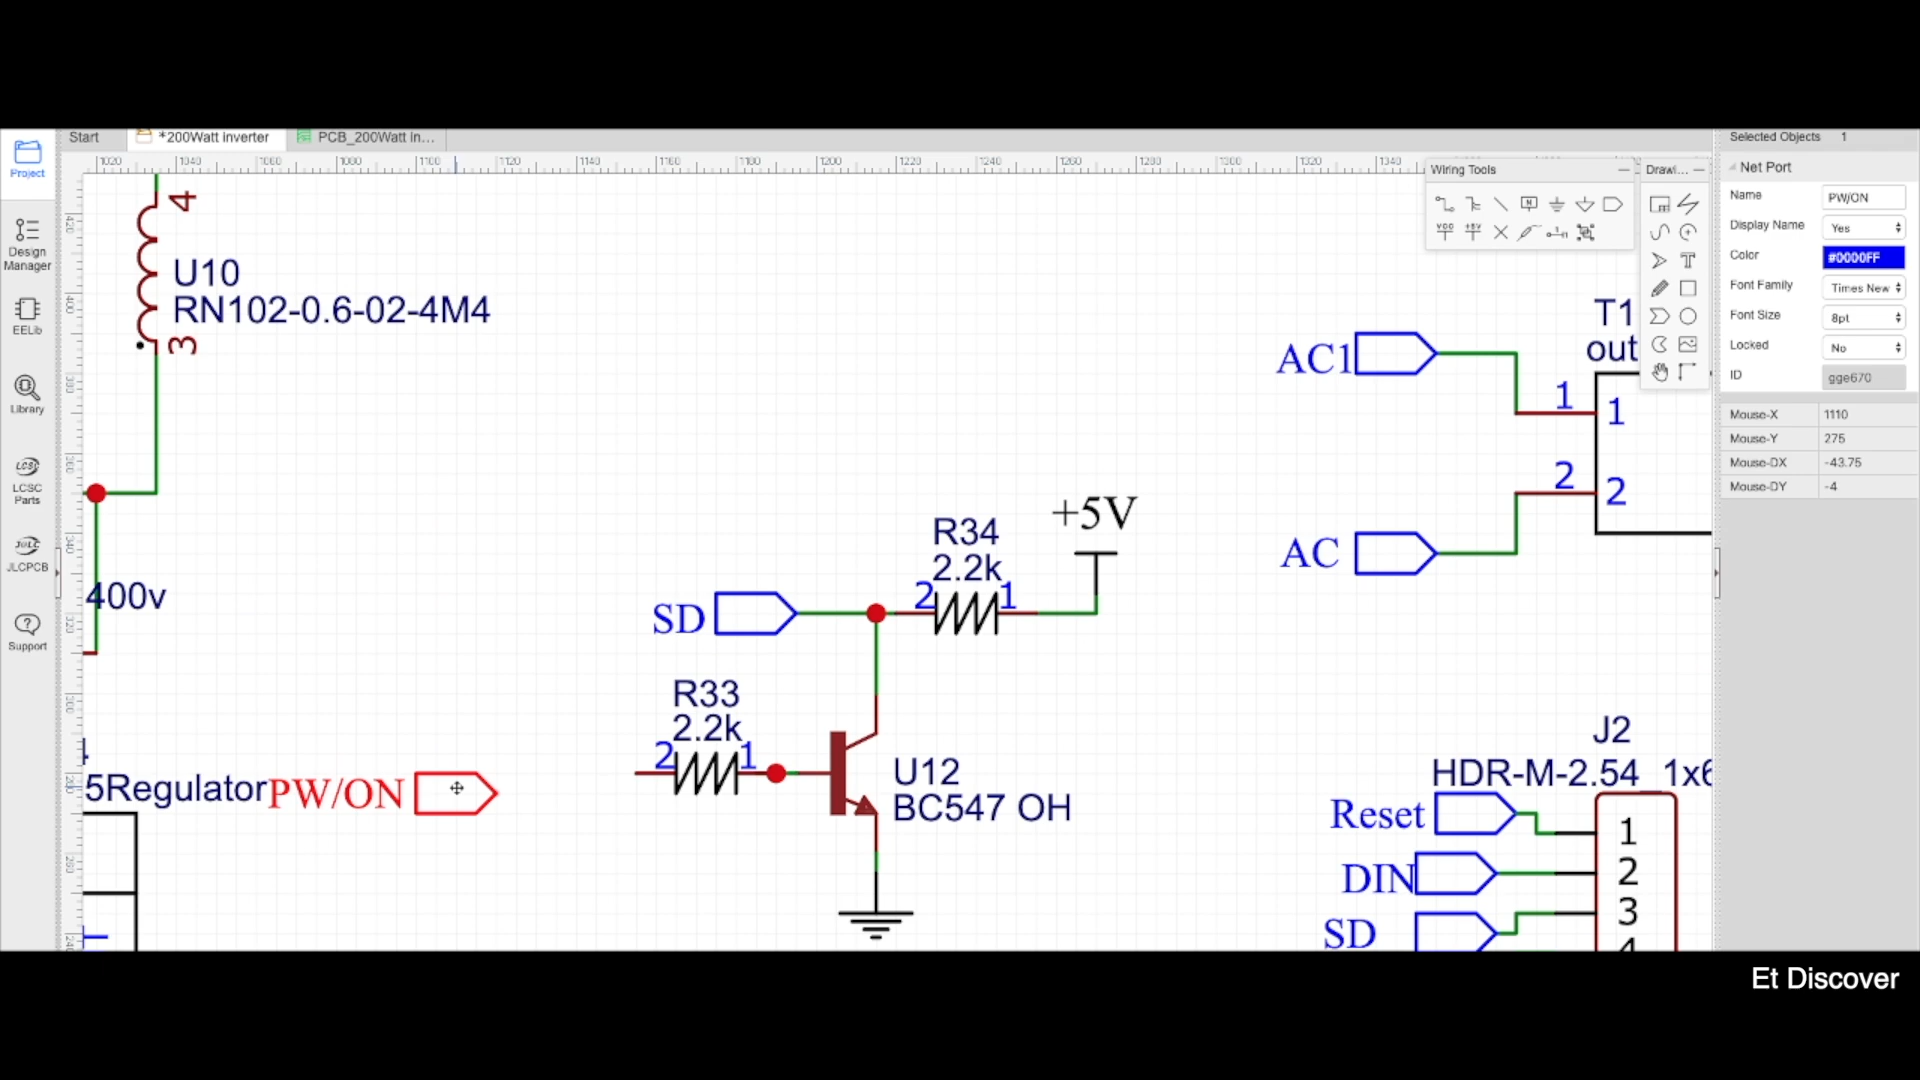 Start
*200Watt inverter
PCB_200Watt in...
Selected Objects 1
Project
Design
Manager
EELib
Library
LCSC
Parts
JLCPCB
Support
Wiring Tools
Drawi...
Net Port
Name PW/ON
Display Name Yes
Color #0000FF
Font Family Times New
Font Size 8pt
Locked No
ID gge670
Mouse-X 1110
Mouse-Y 275
Mouse-DX -43.75
Mouse-DY -4
4
U10
RN102-0.6-02-4M4
3
400v
5Regulator
PW/ON
SD
R34
2.2k
2 1
+5V
R33
2.2k
2 1
U12
BC547 OH
T1
out
AC1
1 1
AC
2 2
J2
HDR-M-2.54_1x6
Reset 1
DIN 2
SD 3
4
Et Discover